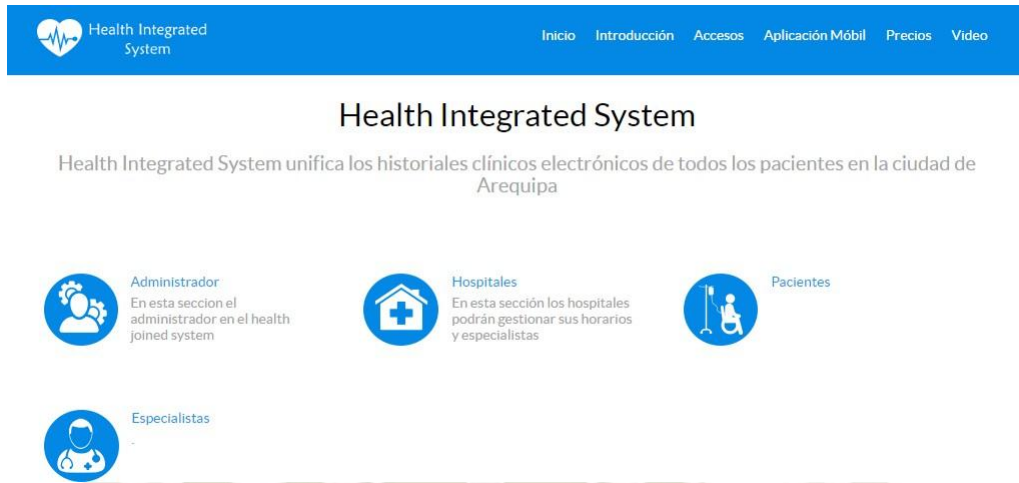 Health Integrated
System
Inicio Introducción Accesos Aplicación Móbil Precios Video
Health Integrated System
Health Integrated System unifica los historiales clínicos electrónicos de todos los pacientes en la ciudad de
Arequipa
Administrador
En esta seccion el
administrador en el health
joined system
Hospitales
En esta sección los hospitales
podrán gestionar sus horarios
y especialistas
Pacientes
Especialistas
.